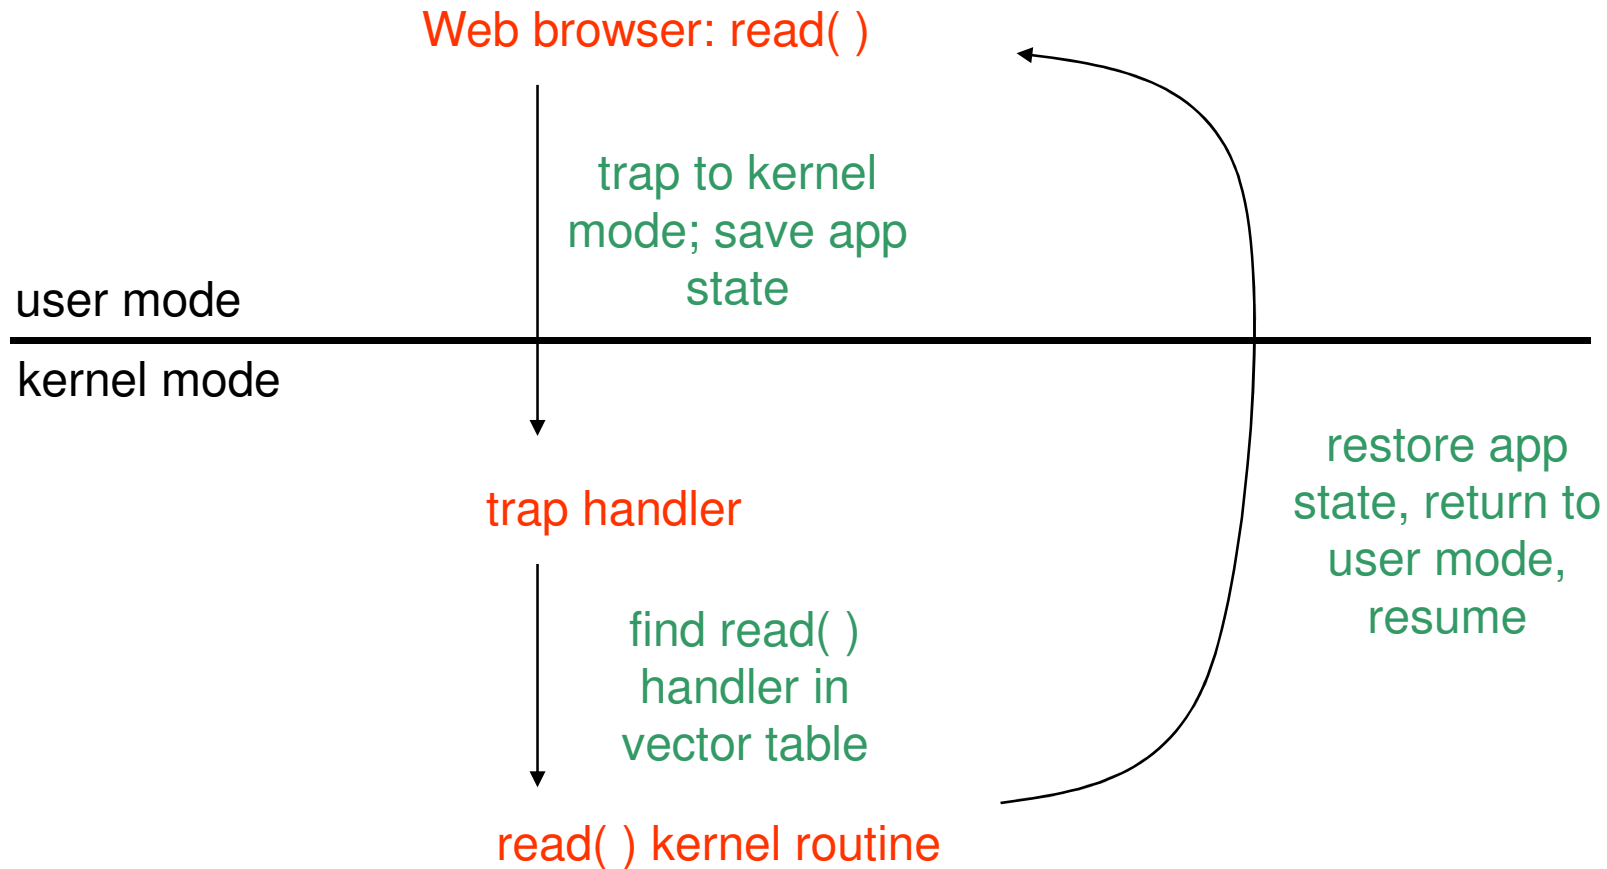 Web browser: read( )
trap to kernel
mode; save app
state
user mode
kernel mode
trap handler
restore app
state, return to
user mode,
resume
find read( )
handler in
vector table
read( ) kernel routine